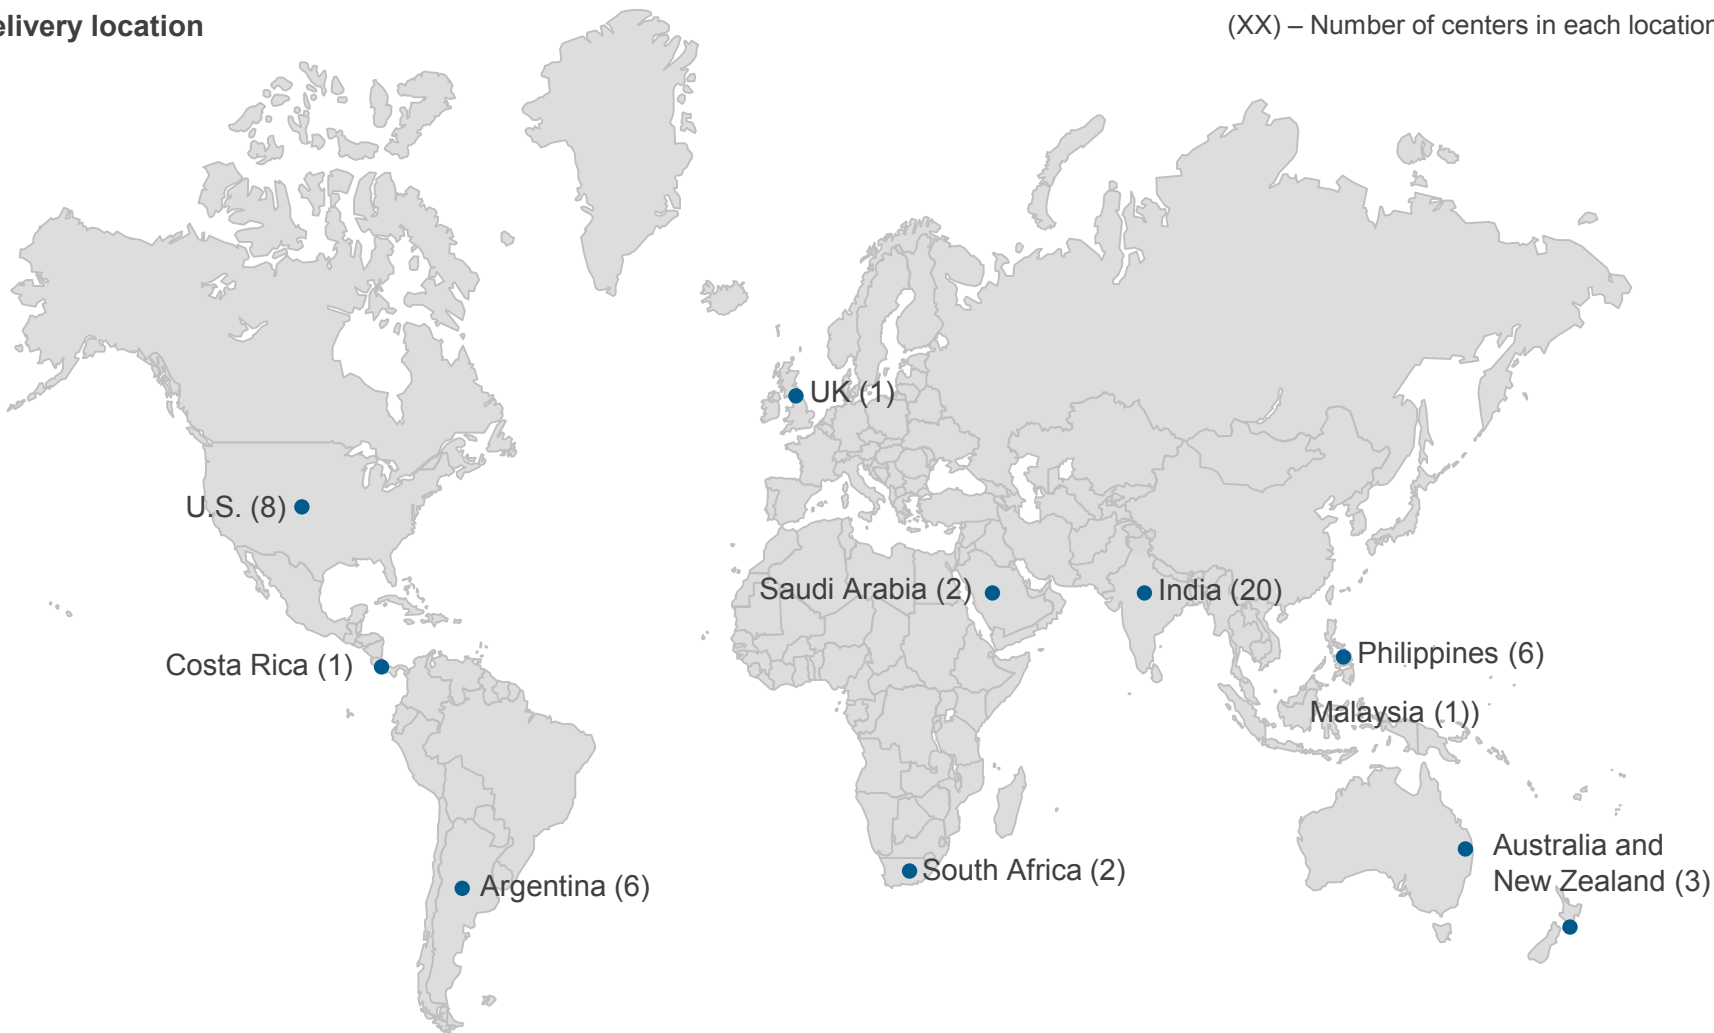 elivery location
(XX) – Number of centers in each location
UK (1)
U.S. (8)
Saudi Arabia (2)
India (20)
Costa Rica (1)
Philippines (6)
Malaysia (1))
Australia and
New Zealand (3)
South Africa (2)
Argentina (6)